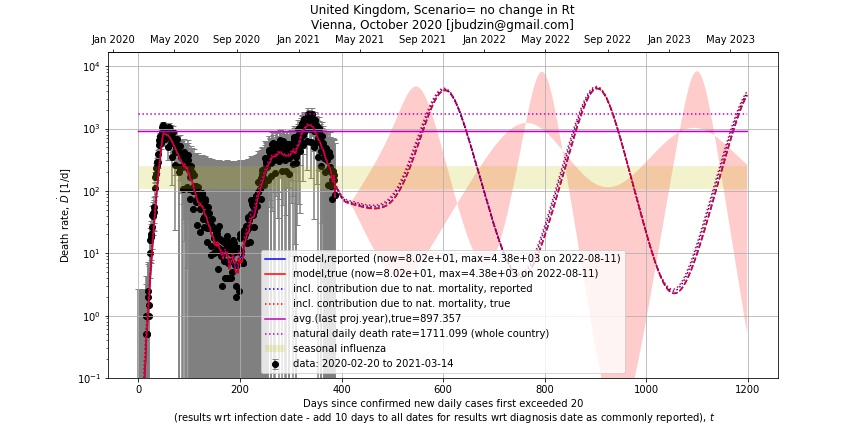 United Kingdom, Scenario= no change in Rt
Vienna, October 2020 [jbudzin@gmail.com]
Jan 2020 May 2020 Sep 2020 Jan 2021 May 2021 Sep 2021 Jan 2022 May 2022 Sep 2022 Jan 2023 May 2023
10⁴
10³
10²
10¹
10⁰
10⁻¹
Death rate, D [1/d]
model,reported (now=8.02e+01, max=4.38e+03 on 2022-08-11)
model,true (now=8.02e+01, max=4.38e+03 on 2022-08-11)
incl. contribution due to nat. mortality, reported
incl. contribution due to nat. mortality, true
avg.(last proj.year),true=897.357
natural daily death rate=1711.099 (whole country)
seasonal influenza
data: 2020-02-20 to 2021-03-14
0 200 400 600 800 1000 1200
Days since confirmed new daily cases first exceeded 20
(results wrt infection date - add 10 days to all dates for results wrt diagnosis date as commonly reported), t